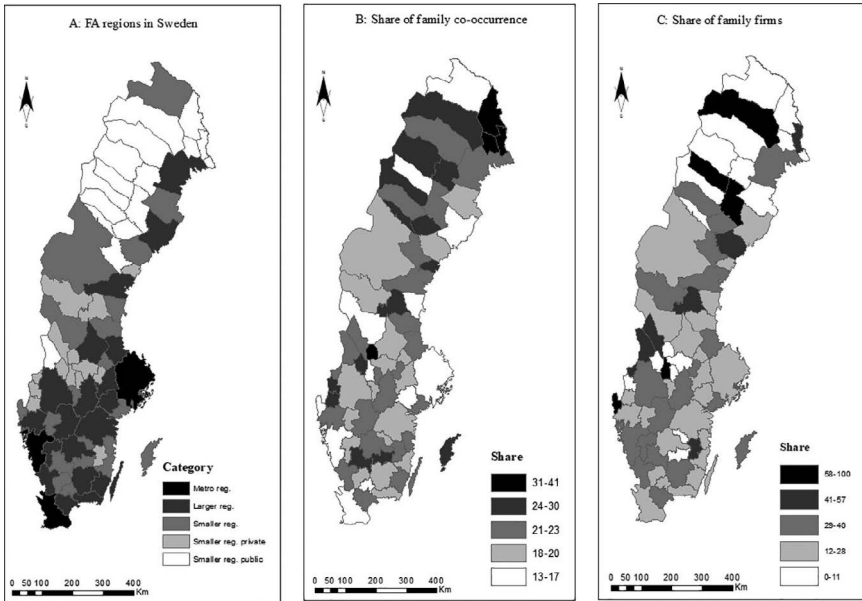 A: FA regions in Sweden
N
Category
Metro reg.
Larger reg.
Smaller reg.
Smaller reg. private
Smaller reg. public
0 50 100 200 300 400
Km
B: Share of family co-occurrence
N
Share
31-41
24-30
21-23
18-20
13-17
0 50 100 200 300 400
Km
C: Share of family firms
N
Share
58-100
41-57
29-40
12-28
0-11
0 50 100 200 300 400
Km